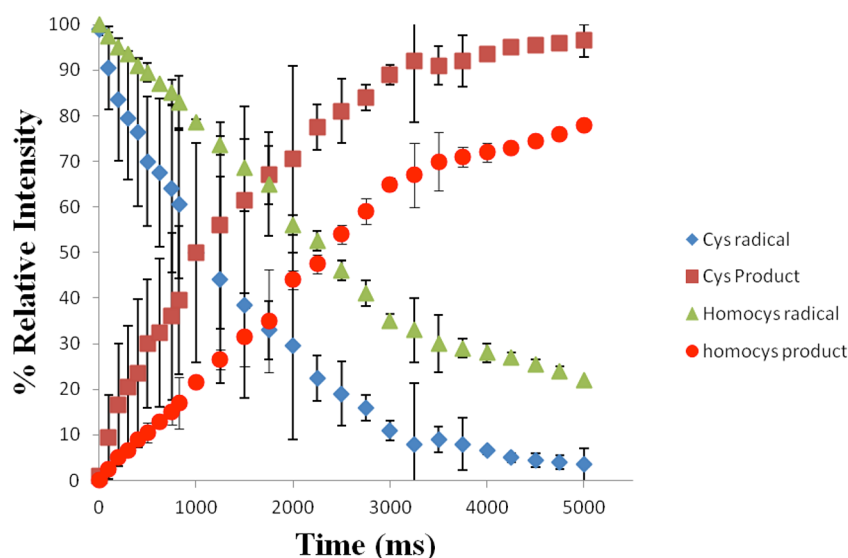 % Relative Intensity
100
90
80
70
60
50
40
30
20
10
0
0 1000 2000 3000 4000 5000
Time (ms)
Cys radical
Cys Product
Homocys radical
homocys product